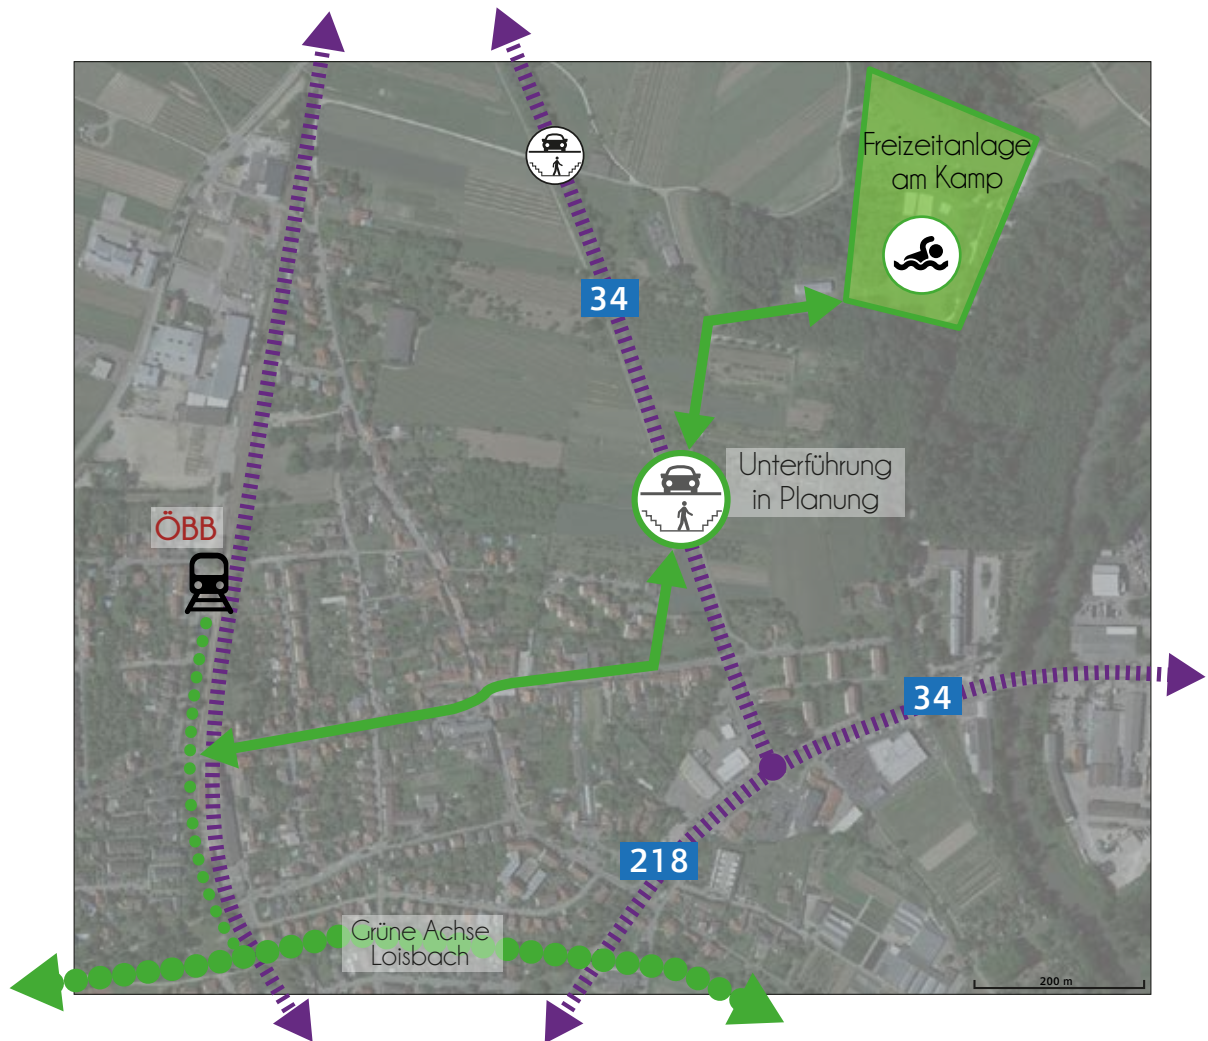 Freizeitanlage
am Kamp
34
Unterführung
in Planung
ÖBB
34
218
Grüne Achse
Loisbach
200 m